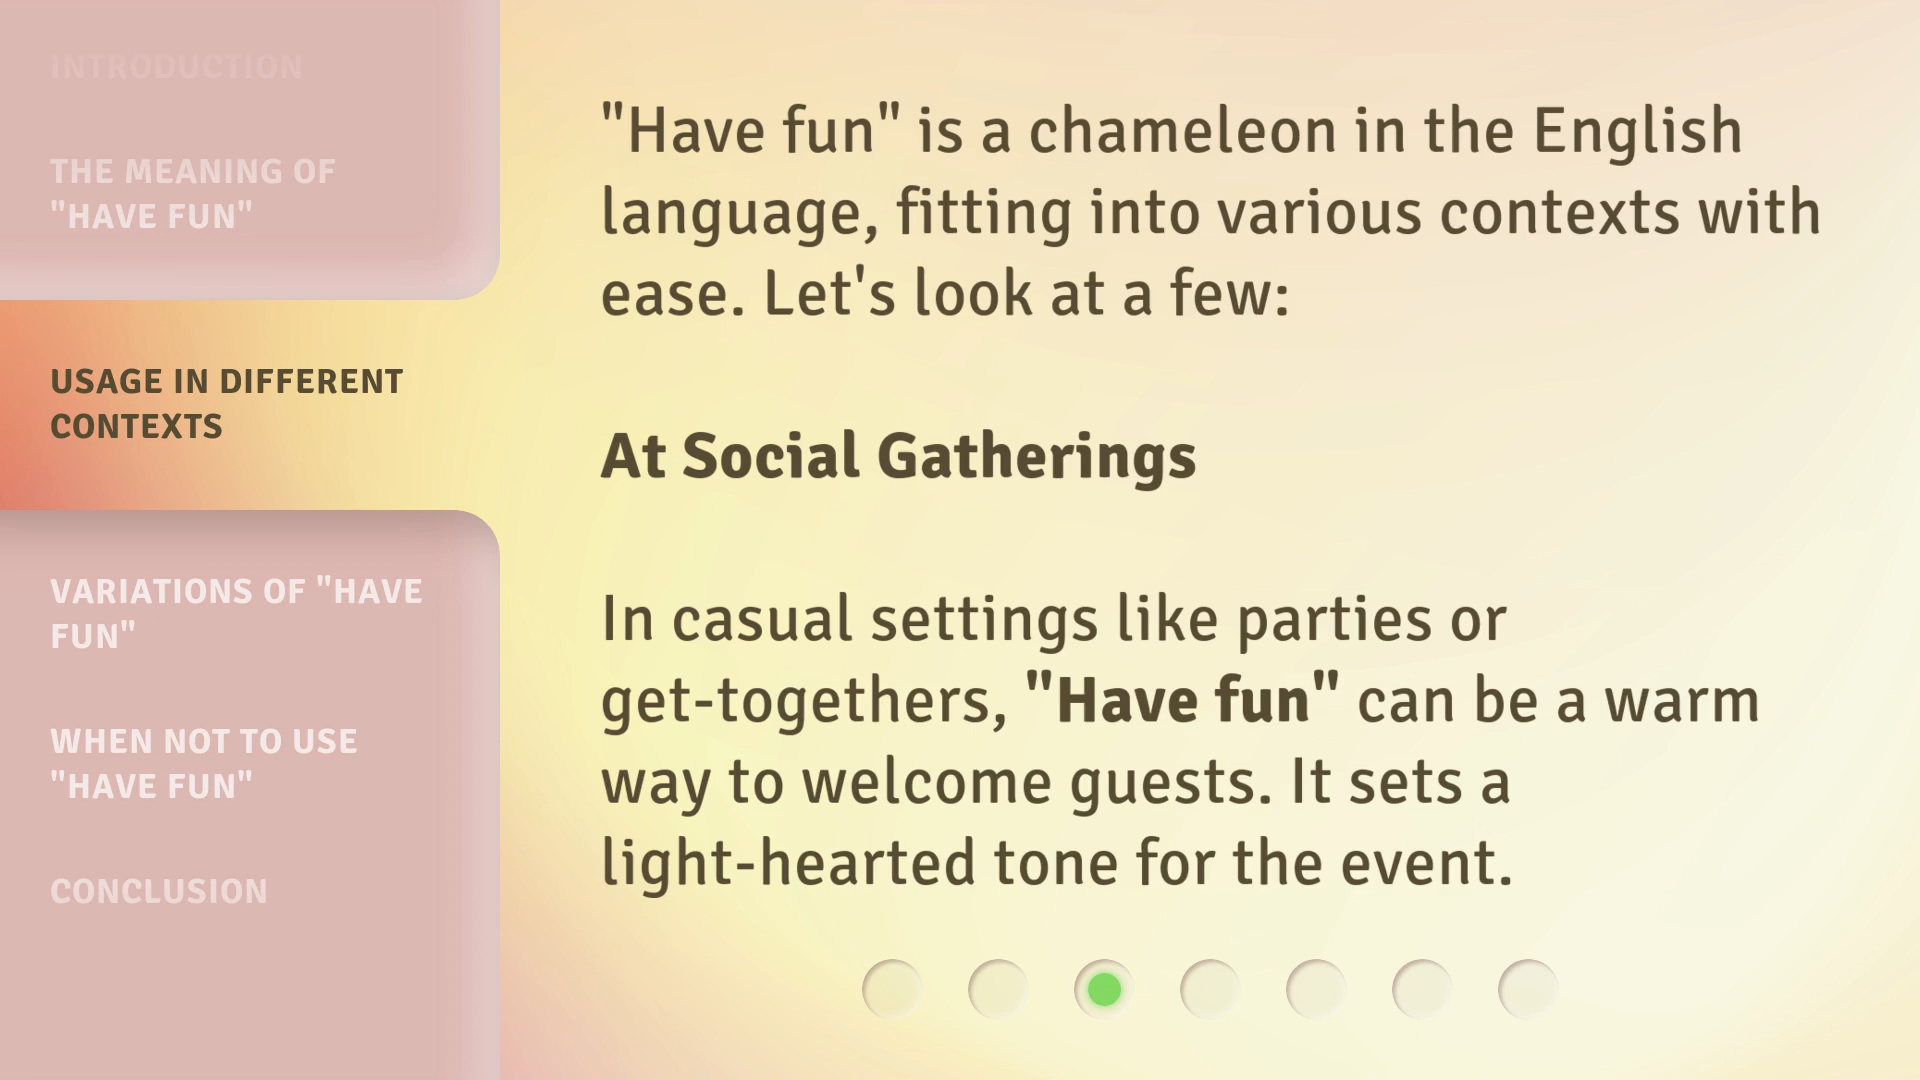 INTRODUCTION
THE MEANING OF
"HAVE FUN"
USAGE IN DIFFERENT
CONTEXTS
VARIATIONS OF "HAVE
FUN"
WHEN NOT TO USE
"HAVE FUN"
CONCLUSION
"Have fun" is a chameleon in the English
language, fitting into various contexts with
ease. Let's look at a few:
At Social Gatherings
In casual settings like parties or
get-togethers, "Have fun" can be a warm
way to welcome guests. It sets a
light-hearted tone for the event.